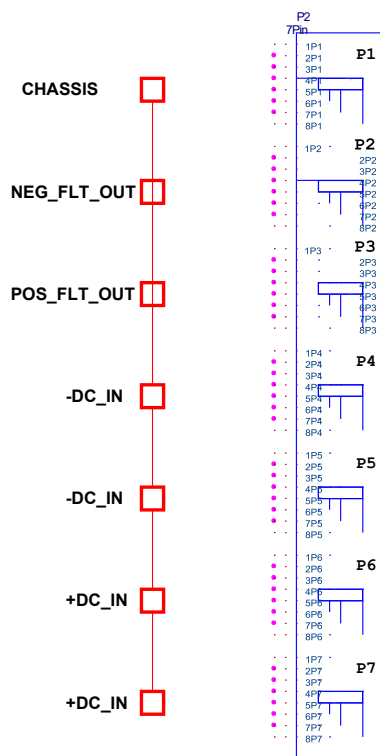 P2
7Pin
CHASSIS
1P1
2P1
3P1
4P1
5P1
6P1
7P1
8P1
P1
NEG_FLT_OUT
1P2
2P2
3P2
4P2
5P2
6P2
7P2
8P2
P2
POS_FLT_OUT
1P3
2P3
3P3
4P3
5P3
6P3
7P3
8P3
P3
-DC_IN
1P4
2P4
3P4
4P4
5P4
6P4
7P4
8P4
P4
-DC_IN
1P5
2P5
3P5
4P5
5P5
6P5
7P5
8P5
P5
+DC_IN
1P6
2P6
3P6
4P6
5P6
6P6
7P6
8P6
P6
+DC_IN
1P7
2P7
3P7
4P7
5P7
6P7
7P7
8P7
P7